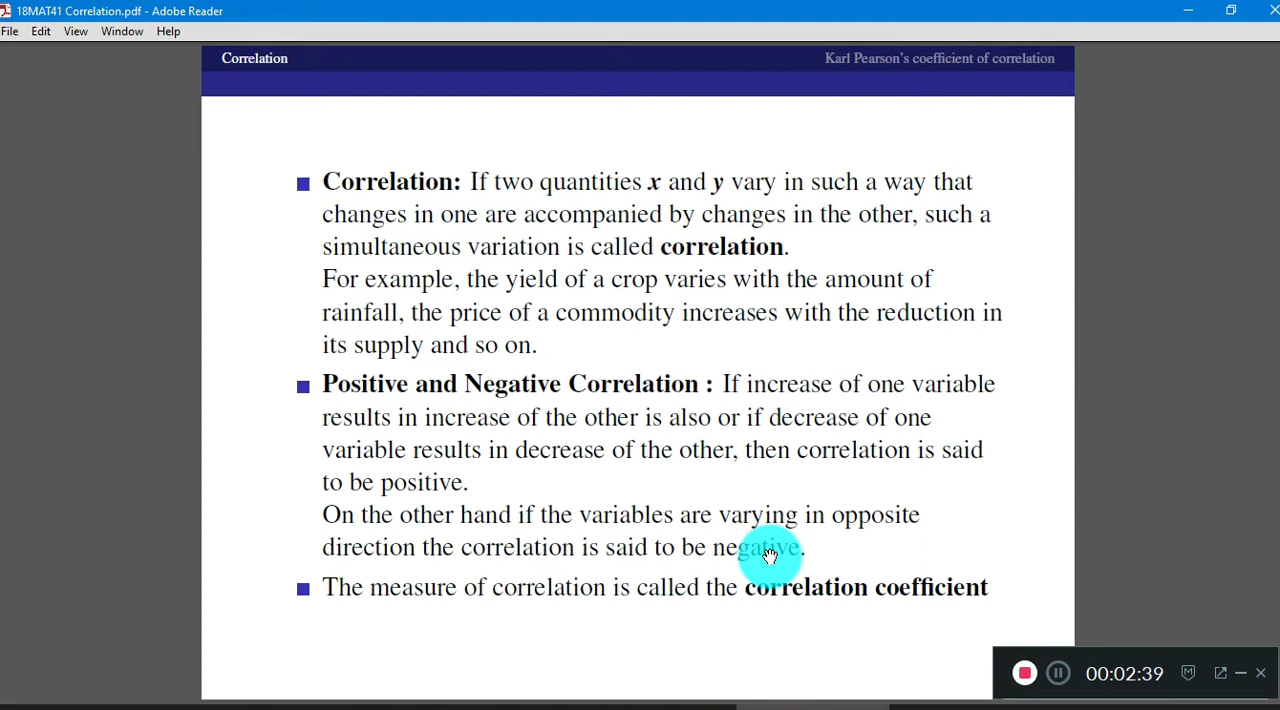 18MAT41 Correlation.pdf - Adobe Reader
File Edit View Window Help
Correlation Karl Pearson's coefficient of correlation
Correlation: If two quantities x and y vary in such a way that
changes in one are accompanied by changes in the other, such a
simultaneous variation is called correlation.
For example, the yield of a crop varies with the amount of
rainfall, the price of a commodity increases with the reduction in
its supply and so on.
Positive and Negative Correlation : If increase of one variable
results in increase of the other is also or if decrease of one
variable results in decrease of the other, then correlation is said
to be positive.
On the other hand if the variables are varying in opposite
direction the correlation is said to be negative.
The measure of correlation is called the correlation coefficient
00:02:39